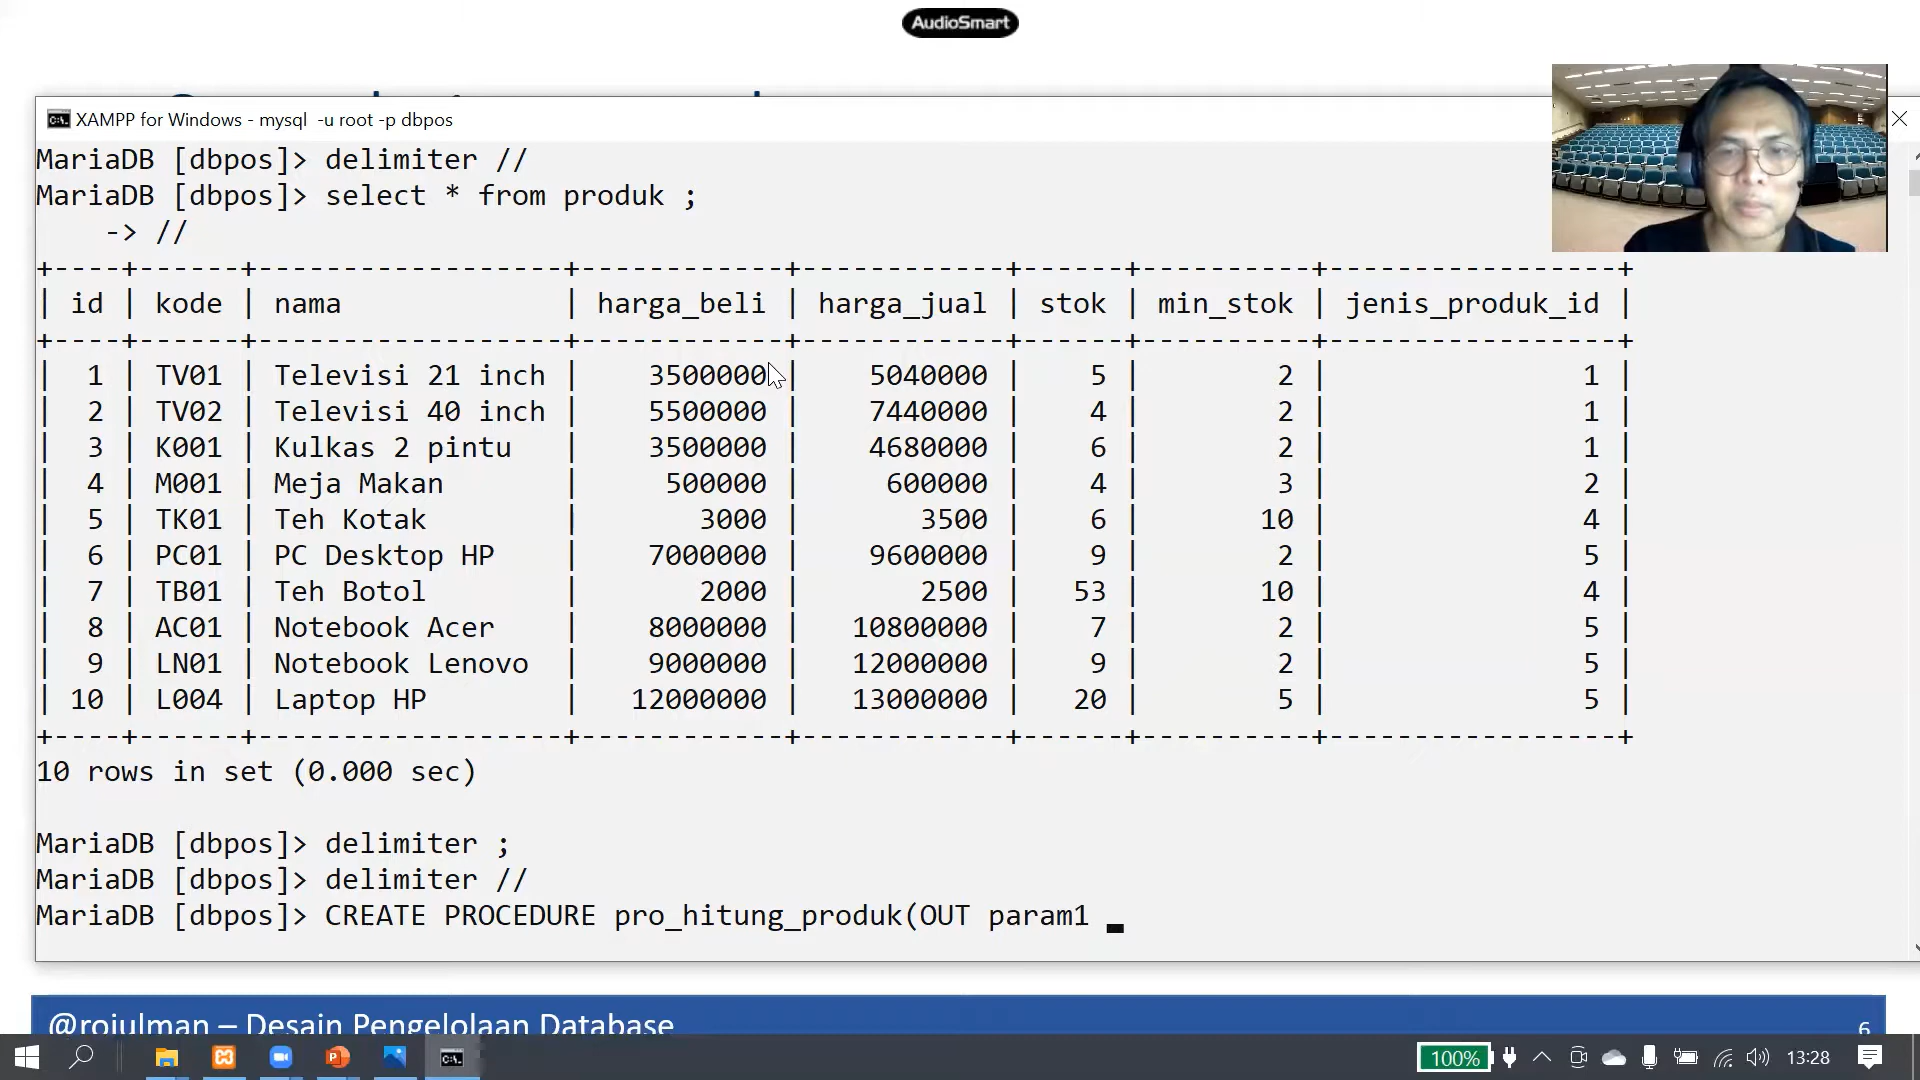 AudioSmart
XAMPP for Windows - mysql  -u root -p dbpos
MariaDB [dbpos]> delimiter //
MariaDB [dbpos]> select * from produk ;
    -> //
+----+------+------------------+------------+------------+------+----------+----------------+
| id | kode | nama             | harga_beli | harga_jual | stok | min_stok | jenis_produk_id |
+----+------+------------------+------------+------------+------+----------+----------------+
|  1 | TV01 | Televisi 21 inch |    3500000 |    5040000 |    5 |        2 |               1 |
|  2 | TV02 | Televisi 40 inch |    5500000 |    7440000 |    4 |        2 |               1 |
|  3 | K001 | Kulkas 2 pintu   |    3500000 |    4680000 |    6 |        2 |               1 |
|  4 | M001 | Meja Makan       |     500000 |     600000 |    4 |        3 |               2 |
|  5 | TK01 | Teh Kotak        |       3000 |       3500 |    6 |       10 |               4 |
|  6 | PC01 | PC Desktop HP    |    7000000 |    9600000 |    9 |        2 |               5 |
|  7 | TB01 | Teh Botol        |       2000 |       2500 |   53 |       10 |               4 |
|  8 | AC01 | Notebook Acer    |    8000000 |   10800000 |    7 |        2 |               5 |
|  9 | LN01 | Notebook Lenovo  |    9000000 |   12000000 |    9 |        2 |               5 |
| 10 | L004 | Laptop HP        |   12000000 |   13000000 |   20 |        5 |               5 |
+----+------+------------------+------------+------------+------+----------+----------------+
10 rows in set (0.000 sec)
MariaDB [dbpos]> delimiter ;
MariaDB [dbpos]> delimiter //
MariaDB [dbpos]> CREATE PROCEDURE pro_hitung_produk(OUT param1 _
@rojulman – Desain Pengelolaan Database
6
100%
13:28